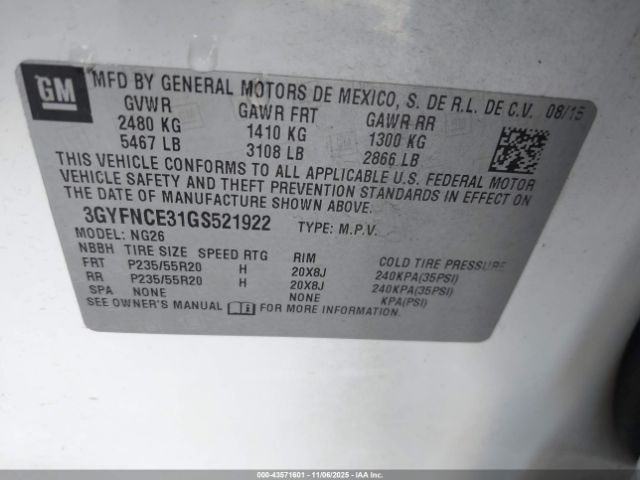 GM MFD BY GENERAL MOTORS DE MEXICO, S. DE R.L. DE C.V. 08/15
GVWR GAWR FRT GAWR RR
2480 KG 1410 KG 1300 KG
5467 LB 3108 LB 2866 LB
THIS VEHICLE CONFORMS TO ALL APPLICABLE U.S. FEDERAL MOTOR
VEHICLE SAFETY AND THEFT PREVENTION STANDARDS IN EFFECT ON
THE DATE OF MANUFACTURE SHOWN ABOVE.
3GYFNCE31GS521922 TYPE: M.P.V.
MODEL: NG26
NBBH TIRE SIZE SPEED RTG RIM COLD TIRE PRESSURE
FRT P235/55R20 H 20X8J 240KPA(35PSI)
RR P235/55R20 H 20X8J 240KPA(35PSI)
SPA NONE NONE KPA(PSI)
SEE OWNER'S MANUAL FOR MORE INFORMATION.
000-43571601 - 11/06/2025 - IAAI.com